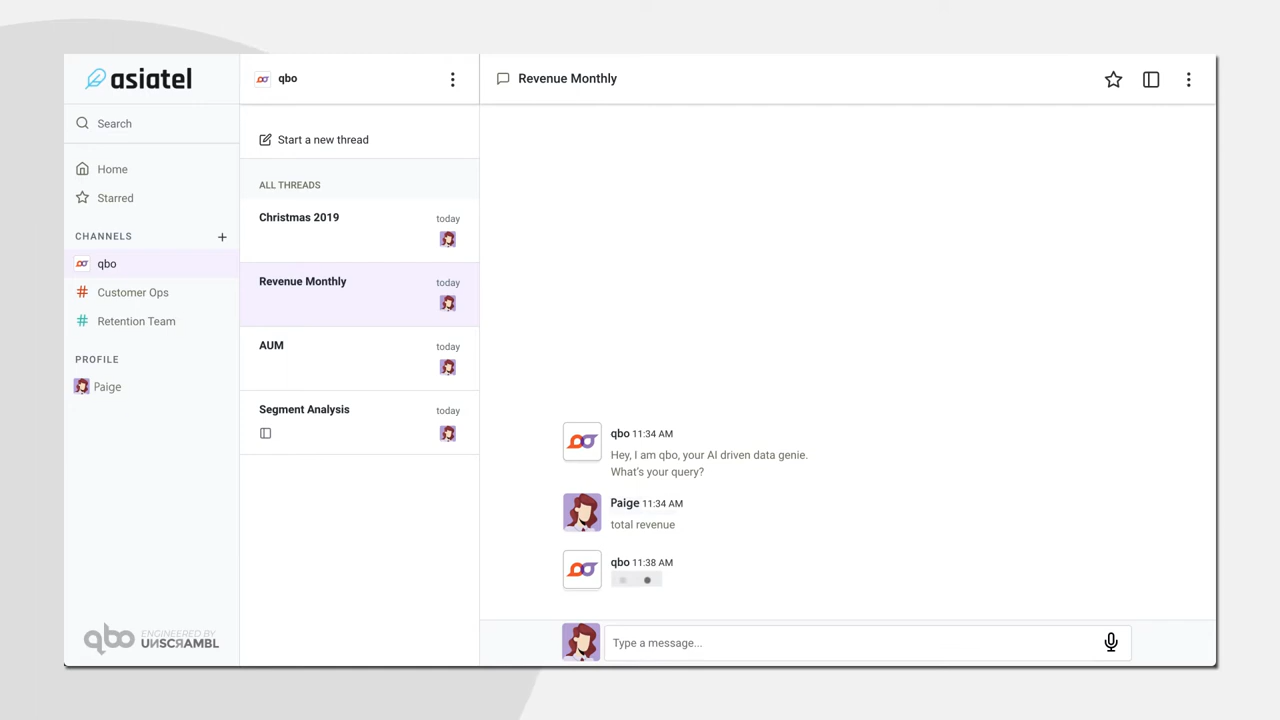 asiatel
Search
Home
Starred
CHANNELS
qbo
Customer Ops
Retention Team
PROFILE
Paige
qbo ENGINEERED BY
UNSCRAMBL
qbo
Start a new thread
ALL THREADS
Christmas 2019 today
Revenue Monthly today
AUM today
Segment Analysis today
Revenue Monthly
qbo 11:34 AM
Hey, I am qbo, your AI driven data genie.
What's your query?
Paige 11:34 AM
total revenue
qbo 11:38 AM
Type a message...